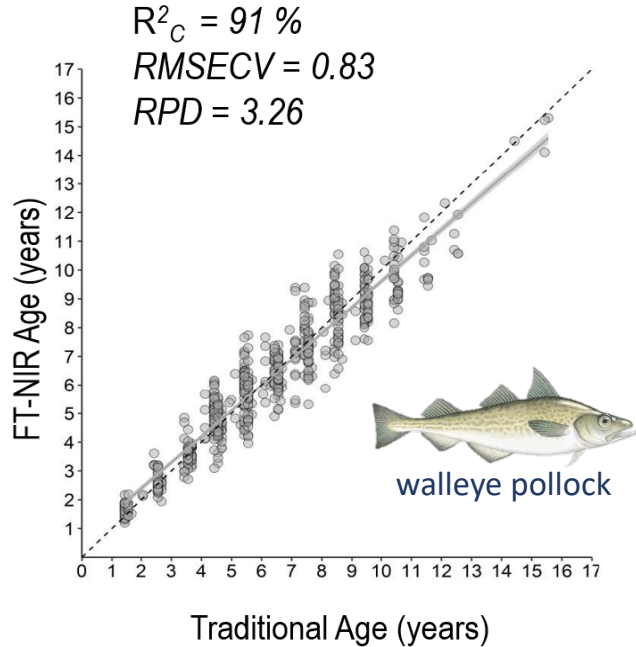 R²C = 91 %
RMSECV = 0.83
RPD = 3.26
17
16
15
14
13
12
11
10
9
8
7
6
5
4
3
2
1
FT-NIR Age (years)
walleye pollock
0 1 2 3 4 5 6 7 8 9 10 11 12 13 14 15 16 17
Traditional Age (years)